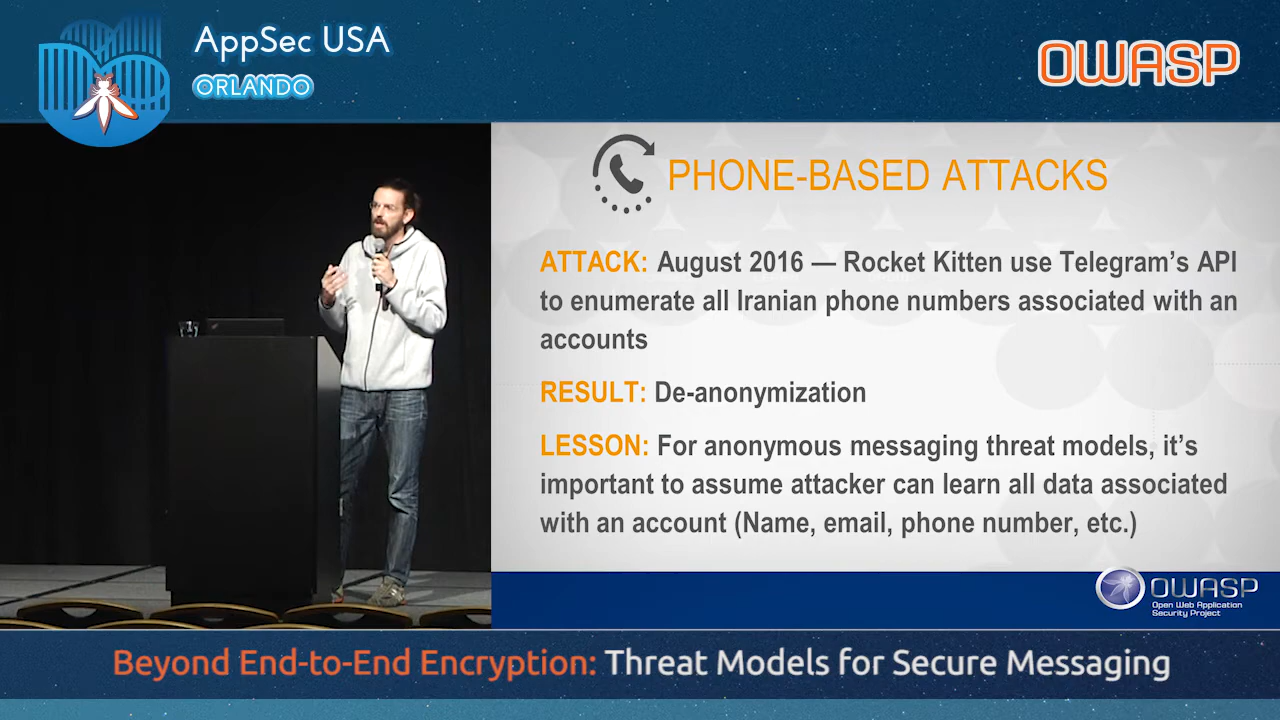 AppSec USA
ORLANDO
OWASP
PHONE-BASED ATTACKS
ATTACK: August 2016 — Rocket Kitten use Telegram's API
to enumerate all Iranian phone numbers associated with an
accounts
RESULT: De-anonymization
LESSON: For anonymous messaging threat models, it's
important to assume attacker can learn all data associated
with an account (Name, email, phone number, etc.)
OWASP
Open Web Application
Security Project
Beyond End-to-End Encryption: Threat Models for Secure Messaging